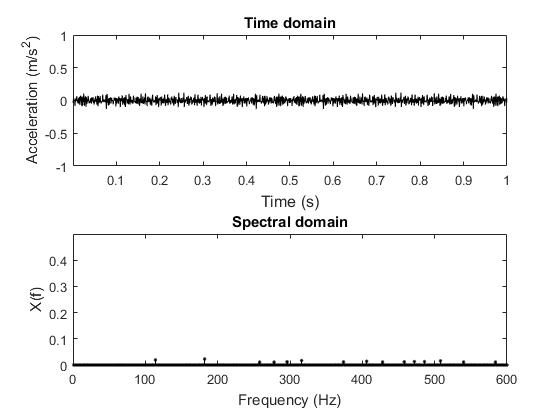 Time domain
1
0.5
0
-0.5
-1
Acceleration (m/s²)
0.1 0.2 0.3 0.4 0.5 0.6 0.7 0.8 0.9 1
Time (s)
Spectral domain
0.4
0.3
0.2
0.1
0
X(f)
0 100 200 300 400 500 600
Frequency (Hz)